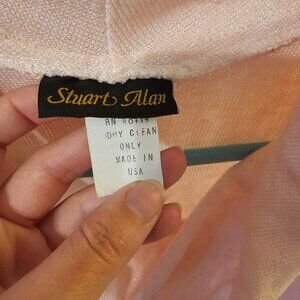 Stuart Alan
RN
DRY CLEAN
ONLY
MADE IN
USA